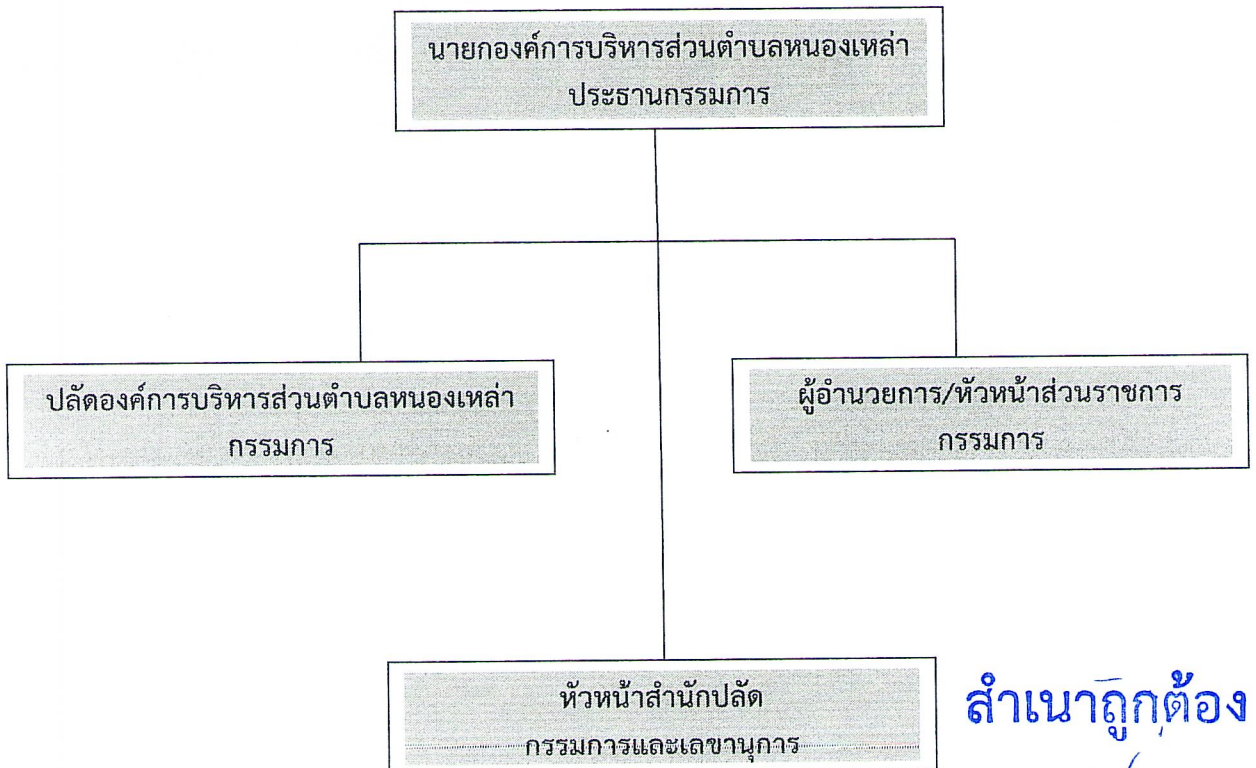 นายกองค์การบริหารส่วนตำบลหนองเหล่า
ประธานกรรมการ
ปลัดองค์การบริหารส่วนตำบลหนองเหล่า
กรรมการ
ผู้อำนวยการ/หัวหน้าส่วนราชการ
กรรมการ
หัวหน้าสำนักปลัด
กรรมการและเลขานุการ
สำเนาถูกต้อง